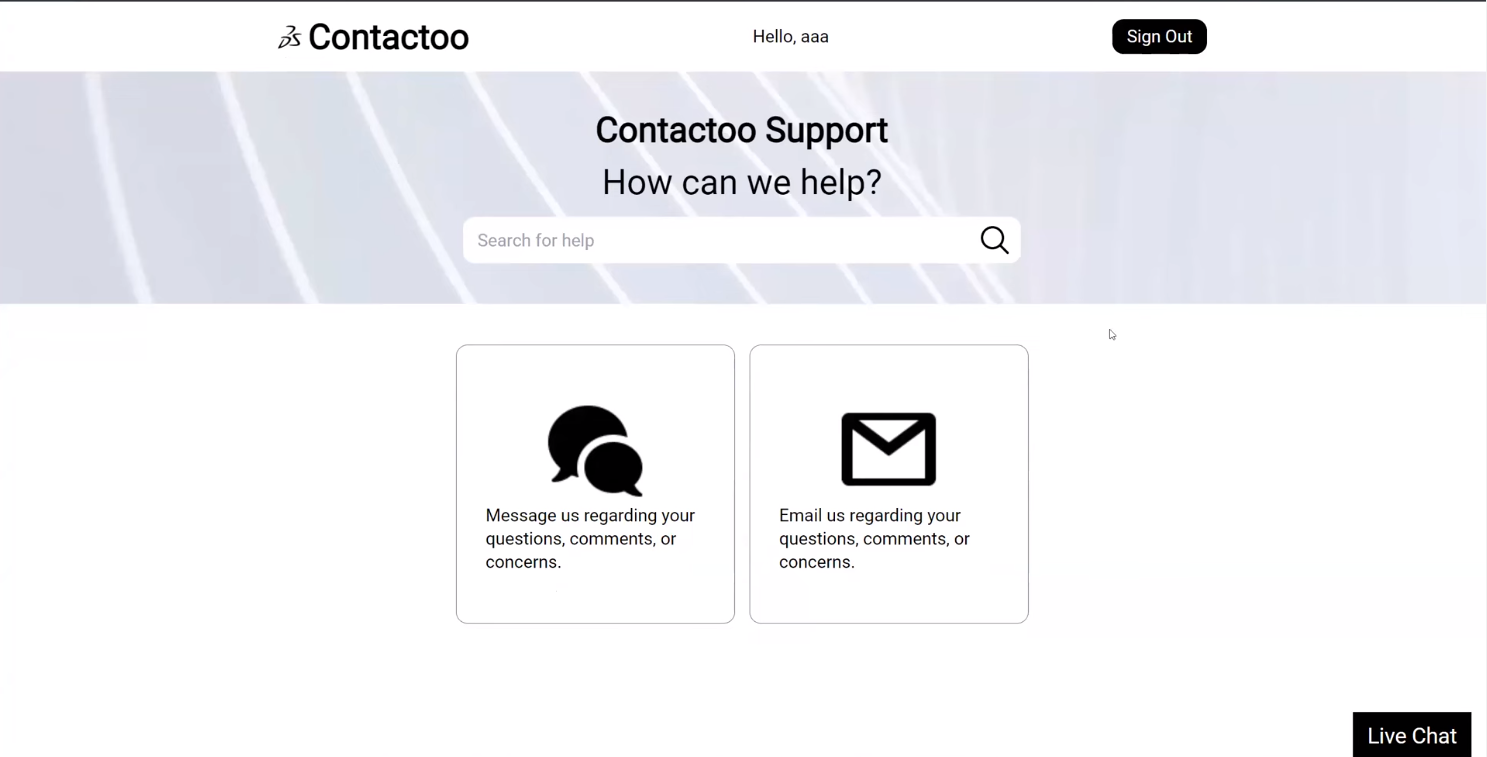 Contactoo
Hello, aaa
Sign Out
Contactoo Support
How can we help?
Search for help
Message us regarding your
questions, comments, or
concerns.
Email us regarding your
questions, comments, or
concerns.
Live Chat